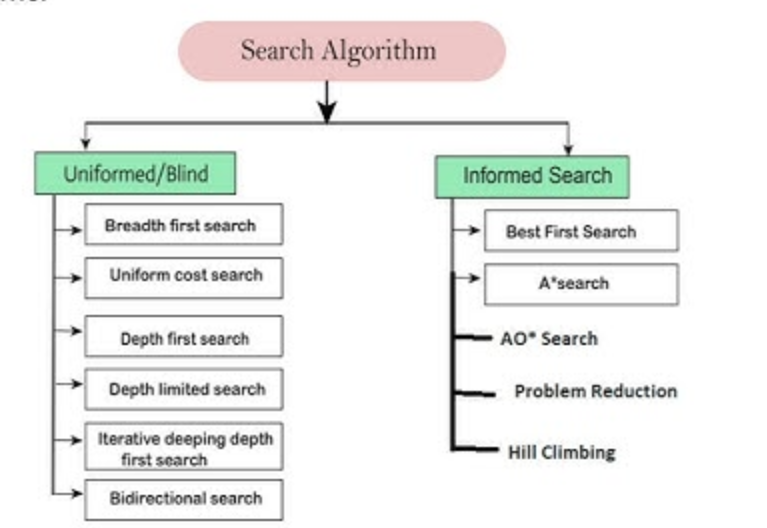 Search Algorithm
Uniformed/Blind
Breadth first search
Uniform cost search
Depth first search
Depth limited search
Iterative deeping depth
first search
Bidirectional search
Informed Search
Best First Search
A*search
AO* Search
Problem Reduction
Hill Climbing